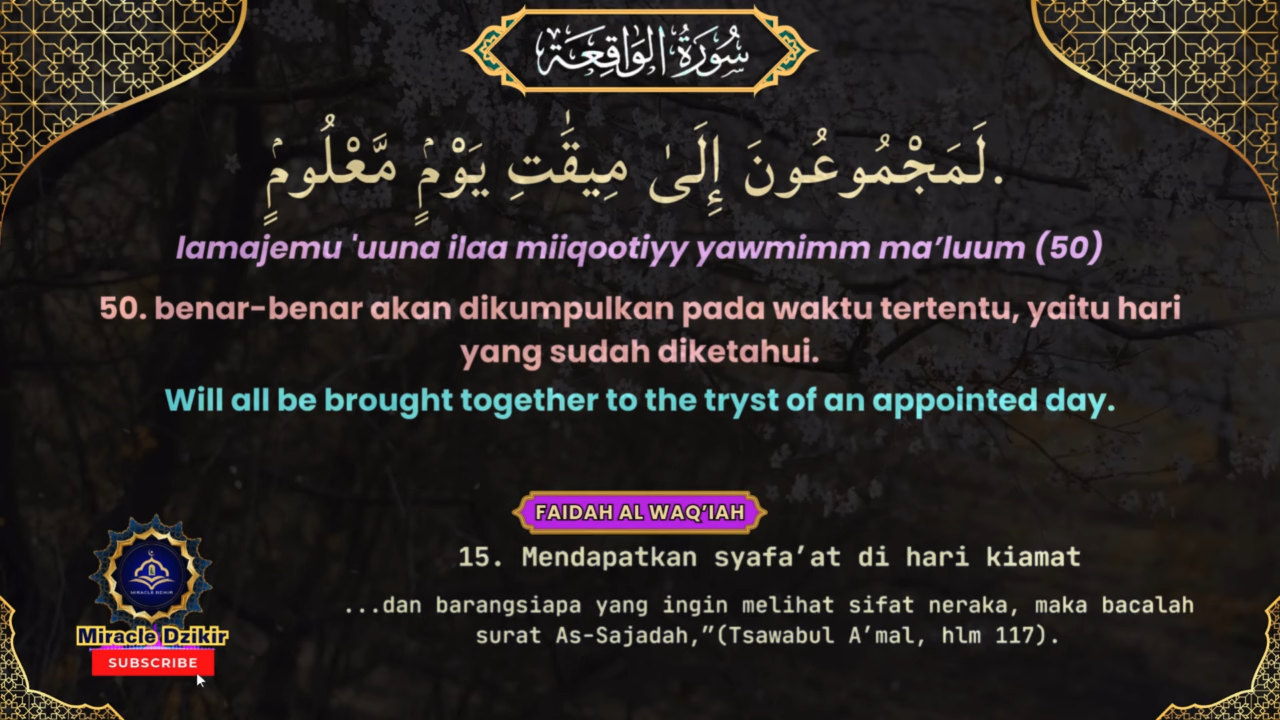 سُورَةُ الوَاقِعَة
لَمَجْمُوعُونَ إِلَىٰ مِيقَٰتِ يَوْمٍۢ مَّعْلُومٍۢ.
lamajemu 'uuna ilaa miiqootiyy yawmimm ma’luum (50)
50. benar-benar akan dikumpulkan pada waktu tertentu, yaitu hari
yang sudah diketahui.
Will all be brought together to the tryst of an appointed day.
FAIDAH AL WAQ’IAH
15. Mendapatkan syafa’at di hari kiamat
...dan barangsiapa yang ingin melihat sifat neraka, maka bacalah
surat As-Sajadah,”(Tsawabul A’mal, hlm 117).
MIRACLE DZIKIR
Miracle Dzikir
SUBSCRIBE